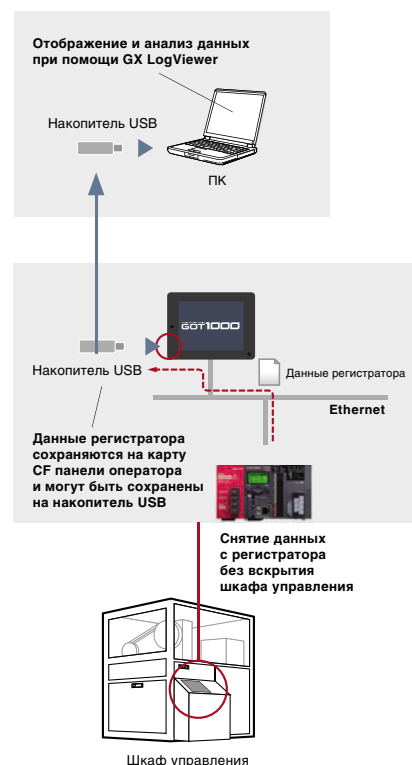 Отображение и анализ данных
при помощи GX LogViewer
Накопитель USB
ПК
GOT1000
Накопитель USB
Данные регистратора
Ethernet
Данные регистратора
сохраняются на карту
CF панели оператора
и могут быть сохранены
на накопитель USB
Снятие данных
с регистратора
без вскрытия
шкафа управления
Шкаф управления